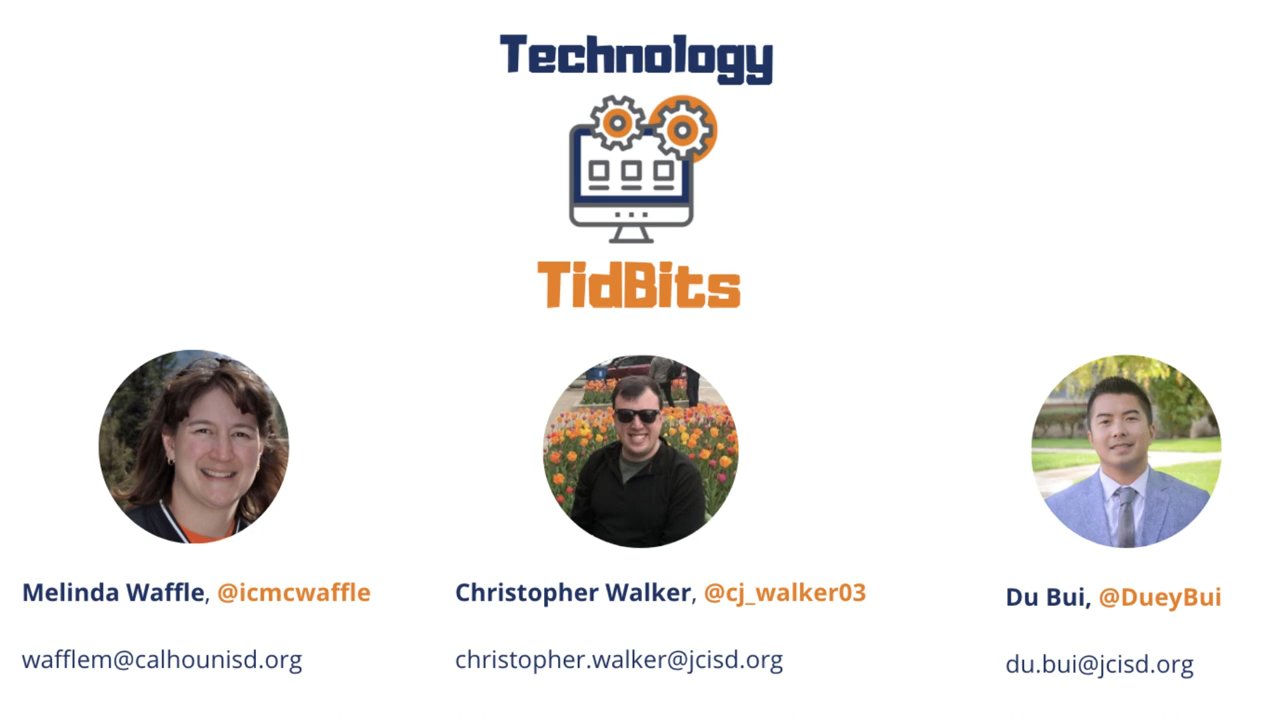 Technology
TidBits
Melinda Waffle, @icmcwaffle
wafflem@calhounisd.org
Christopher Walker, @cj_walker03
christopher.walker@jcisd.org
Du Bui, @DueyBui
du.bui@jcisd.org